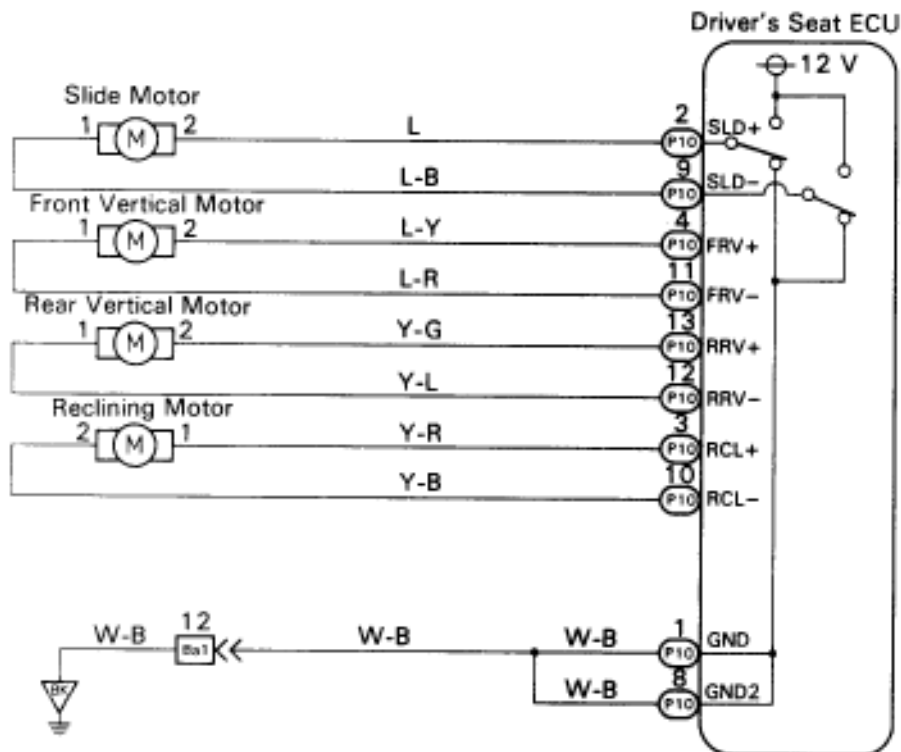 Driver's Seat ECU
12 V
Slide Motor
1 M 2 L 2 P10 SLD+
L-B 9 P10 SLD-
Front Vertical Motor
1 M 2 L-Y 4 P10 FRV+
L-R 11 P10 FRV-
Rear Vertical Motor
1 M 2 Y-G 13 P10 RRV+
Y-L 12 P10 RRV-
Reclining Motor
2 M 1 Y-R 3 P10 RCL+
Y-B 10 P10 RCL-
W-B 12 Ba1 W-B W-B 1 P10 GND
BK W-B 8 P10 GND2